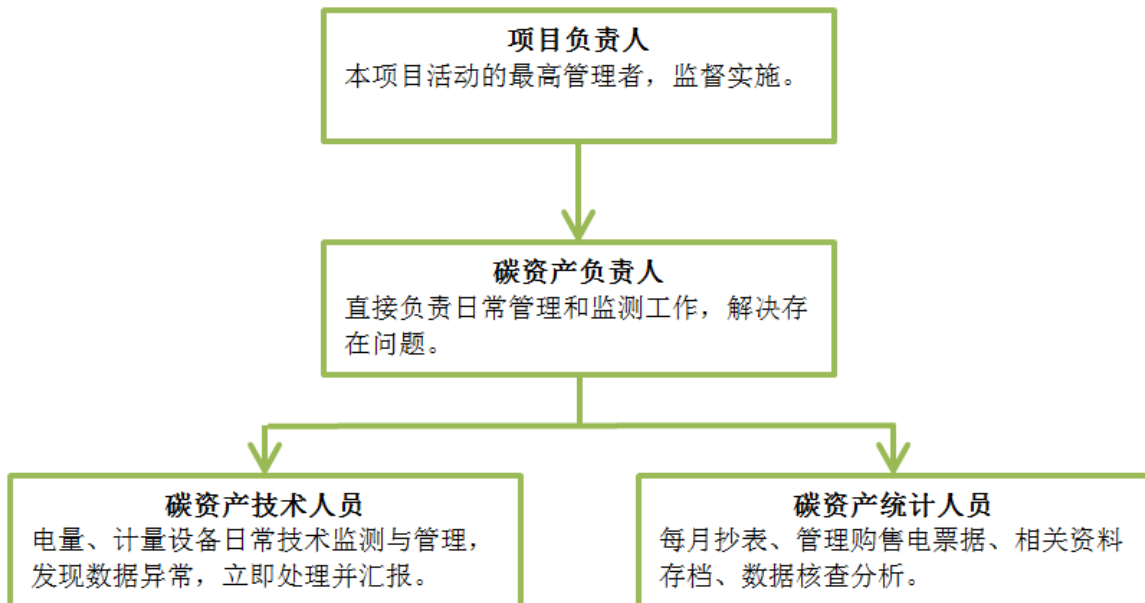 项目负责人
本项目活动的最高管理者，监督实施。
碳资产负责人
直接负责日常管理和监测工作，解决存
在问题。
碳资产技术人员
电量、计量设备日常技术监测与管理，
发现数据异常，立即处理并汇报。
碳资产统计人员
每月抄表、管理购售电票据、相关资料
存档、数据核查分析。